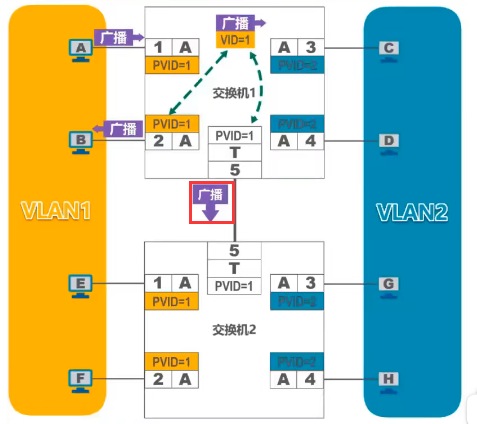 广播
A
广播
1 A
PVID=1
VID=1
A 3
PVID=2
C
交换机1
广播
B
PVID=1
2 A
PVID=1
T
5
PVID=2
A 4
D
广播
VLAN1
VLAN2
5
T
PVID=1
E
1 A
PVID=1
A 3
PVID=2
G
交换机2
F
PVID=1
2 A
PVID=2
A 4
H